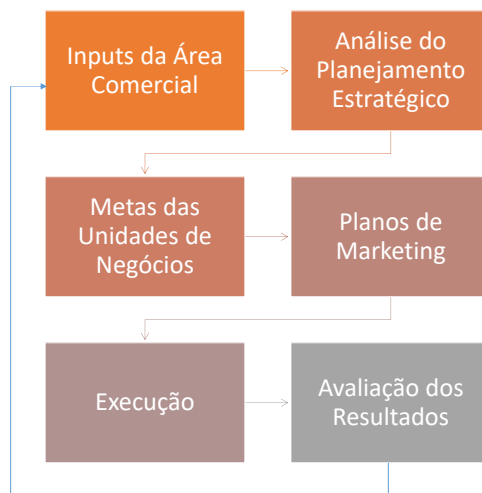 Inputs da Área
Comercial
Análise do
Planejamento
Estratégico
Metas das
Unidades de
Negócios
Planos de
Marketing
Execução
Avaliação dos
Resultados